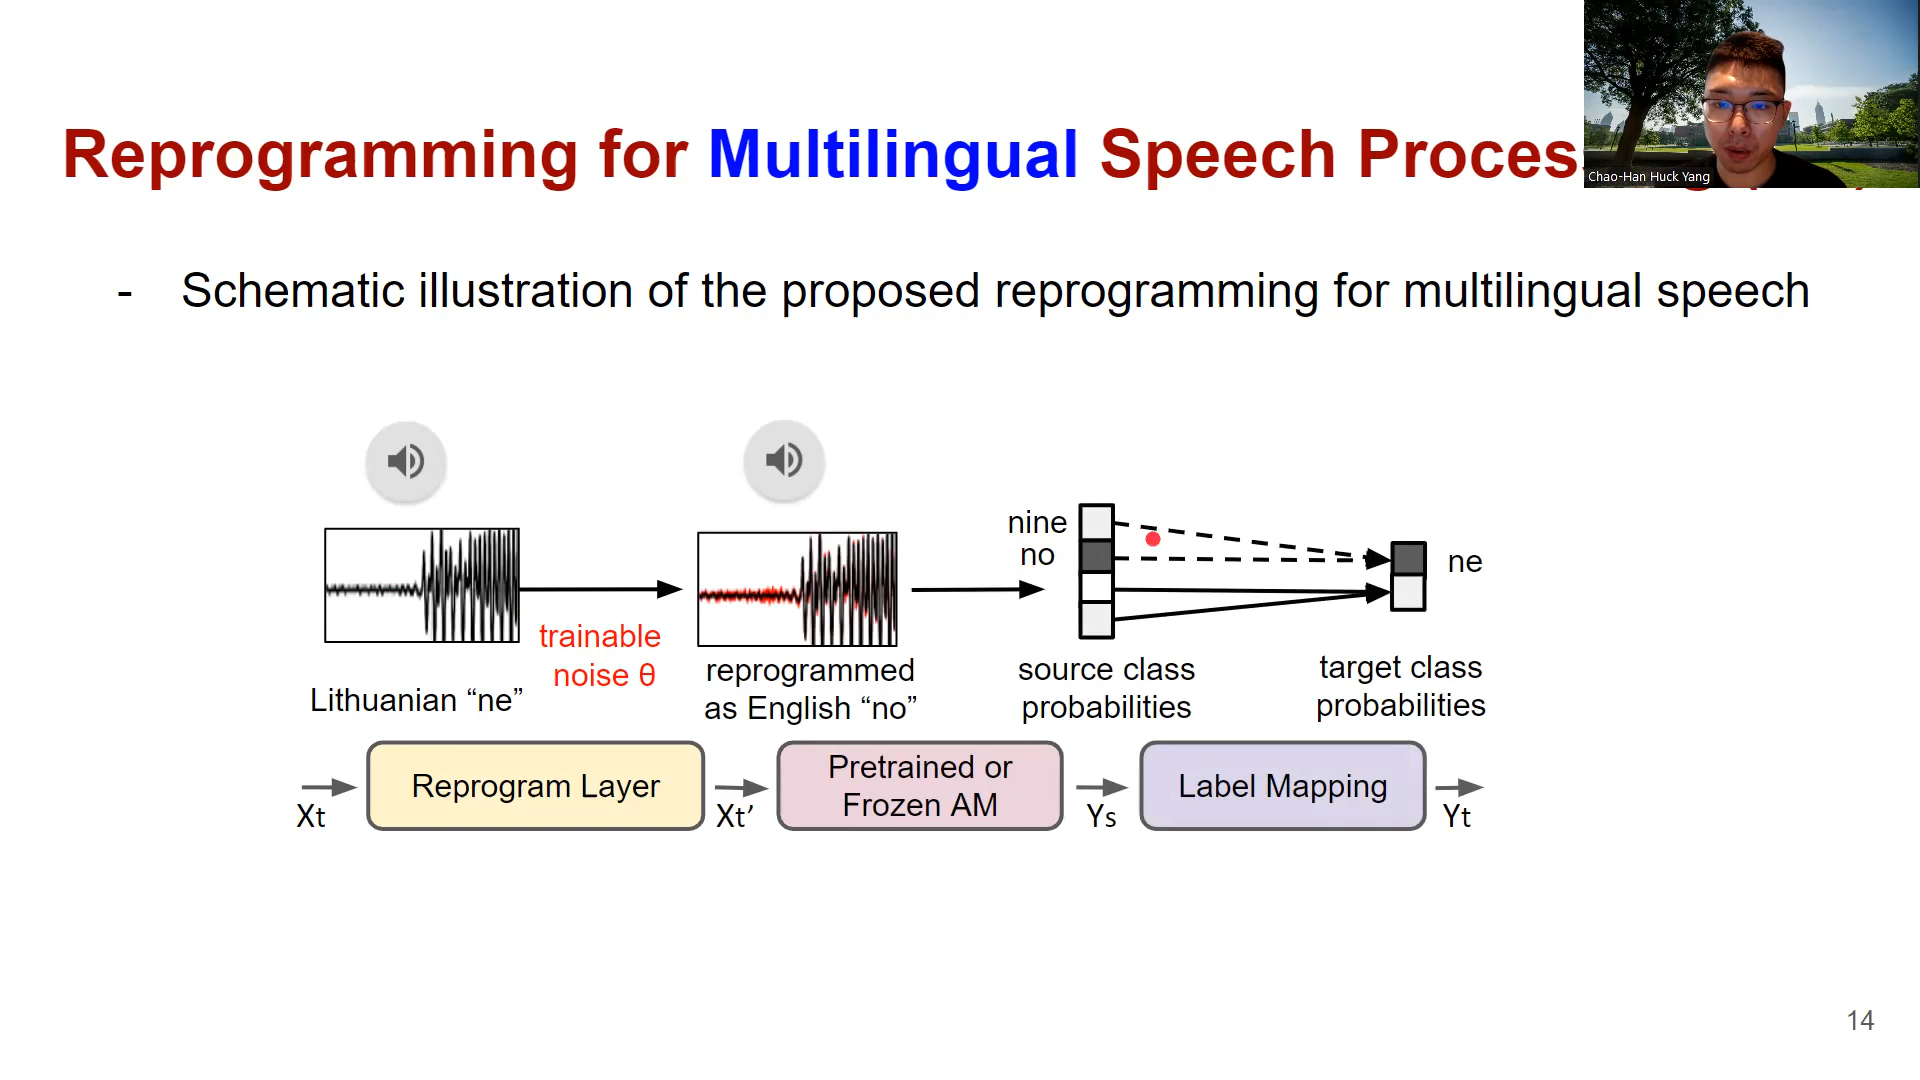 Reprogramming for Multilingual Speech Proces
Chao-Han Huck Yang
- Schematic illustration of the proposed reprogramming for multilingual speech
nine
no
ne
trainable
noise θ
Lithuanian “ne”
reprogrammed
as English “no”
source class
probabilities
target class
probabilities
Xt
Reprogram Layer
Xt’
Pretrained or
Frozen AM
Ys
Label Mapping
Yt
14